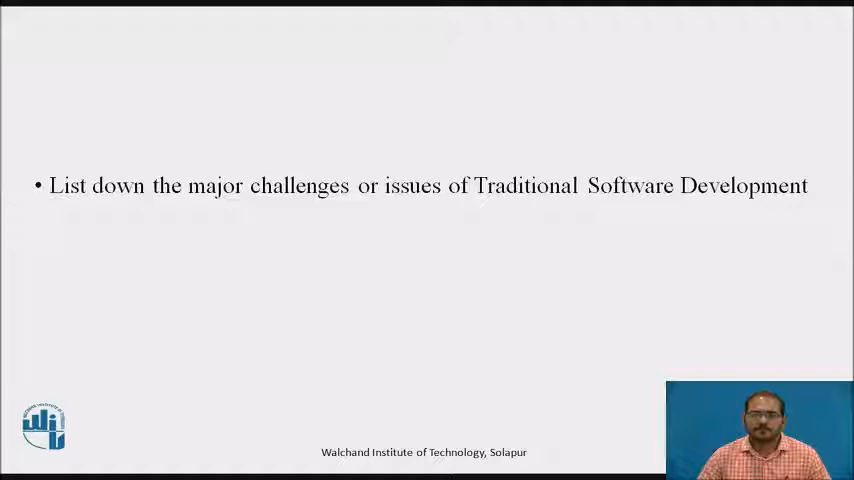 • List down the major challenges or issues of Traditional Software Development
Walchand Institute of Technology, Solapur